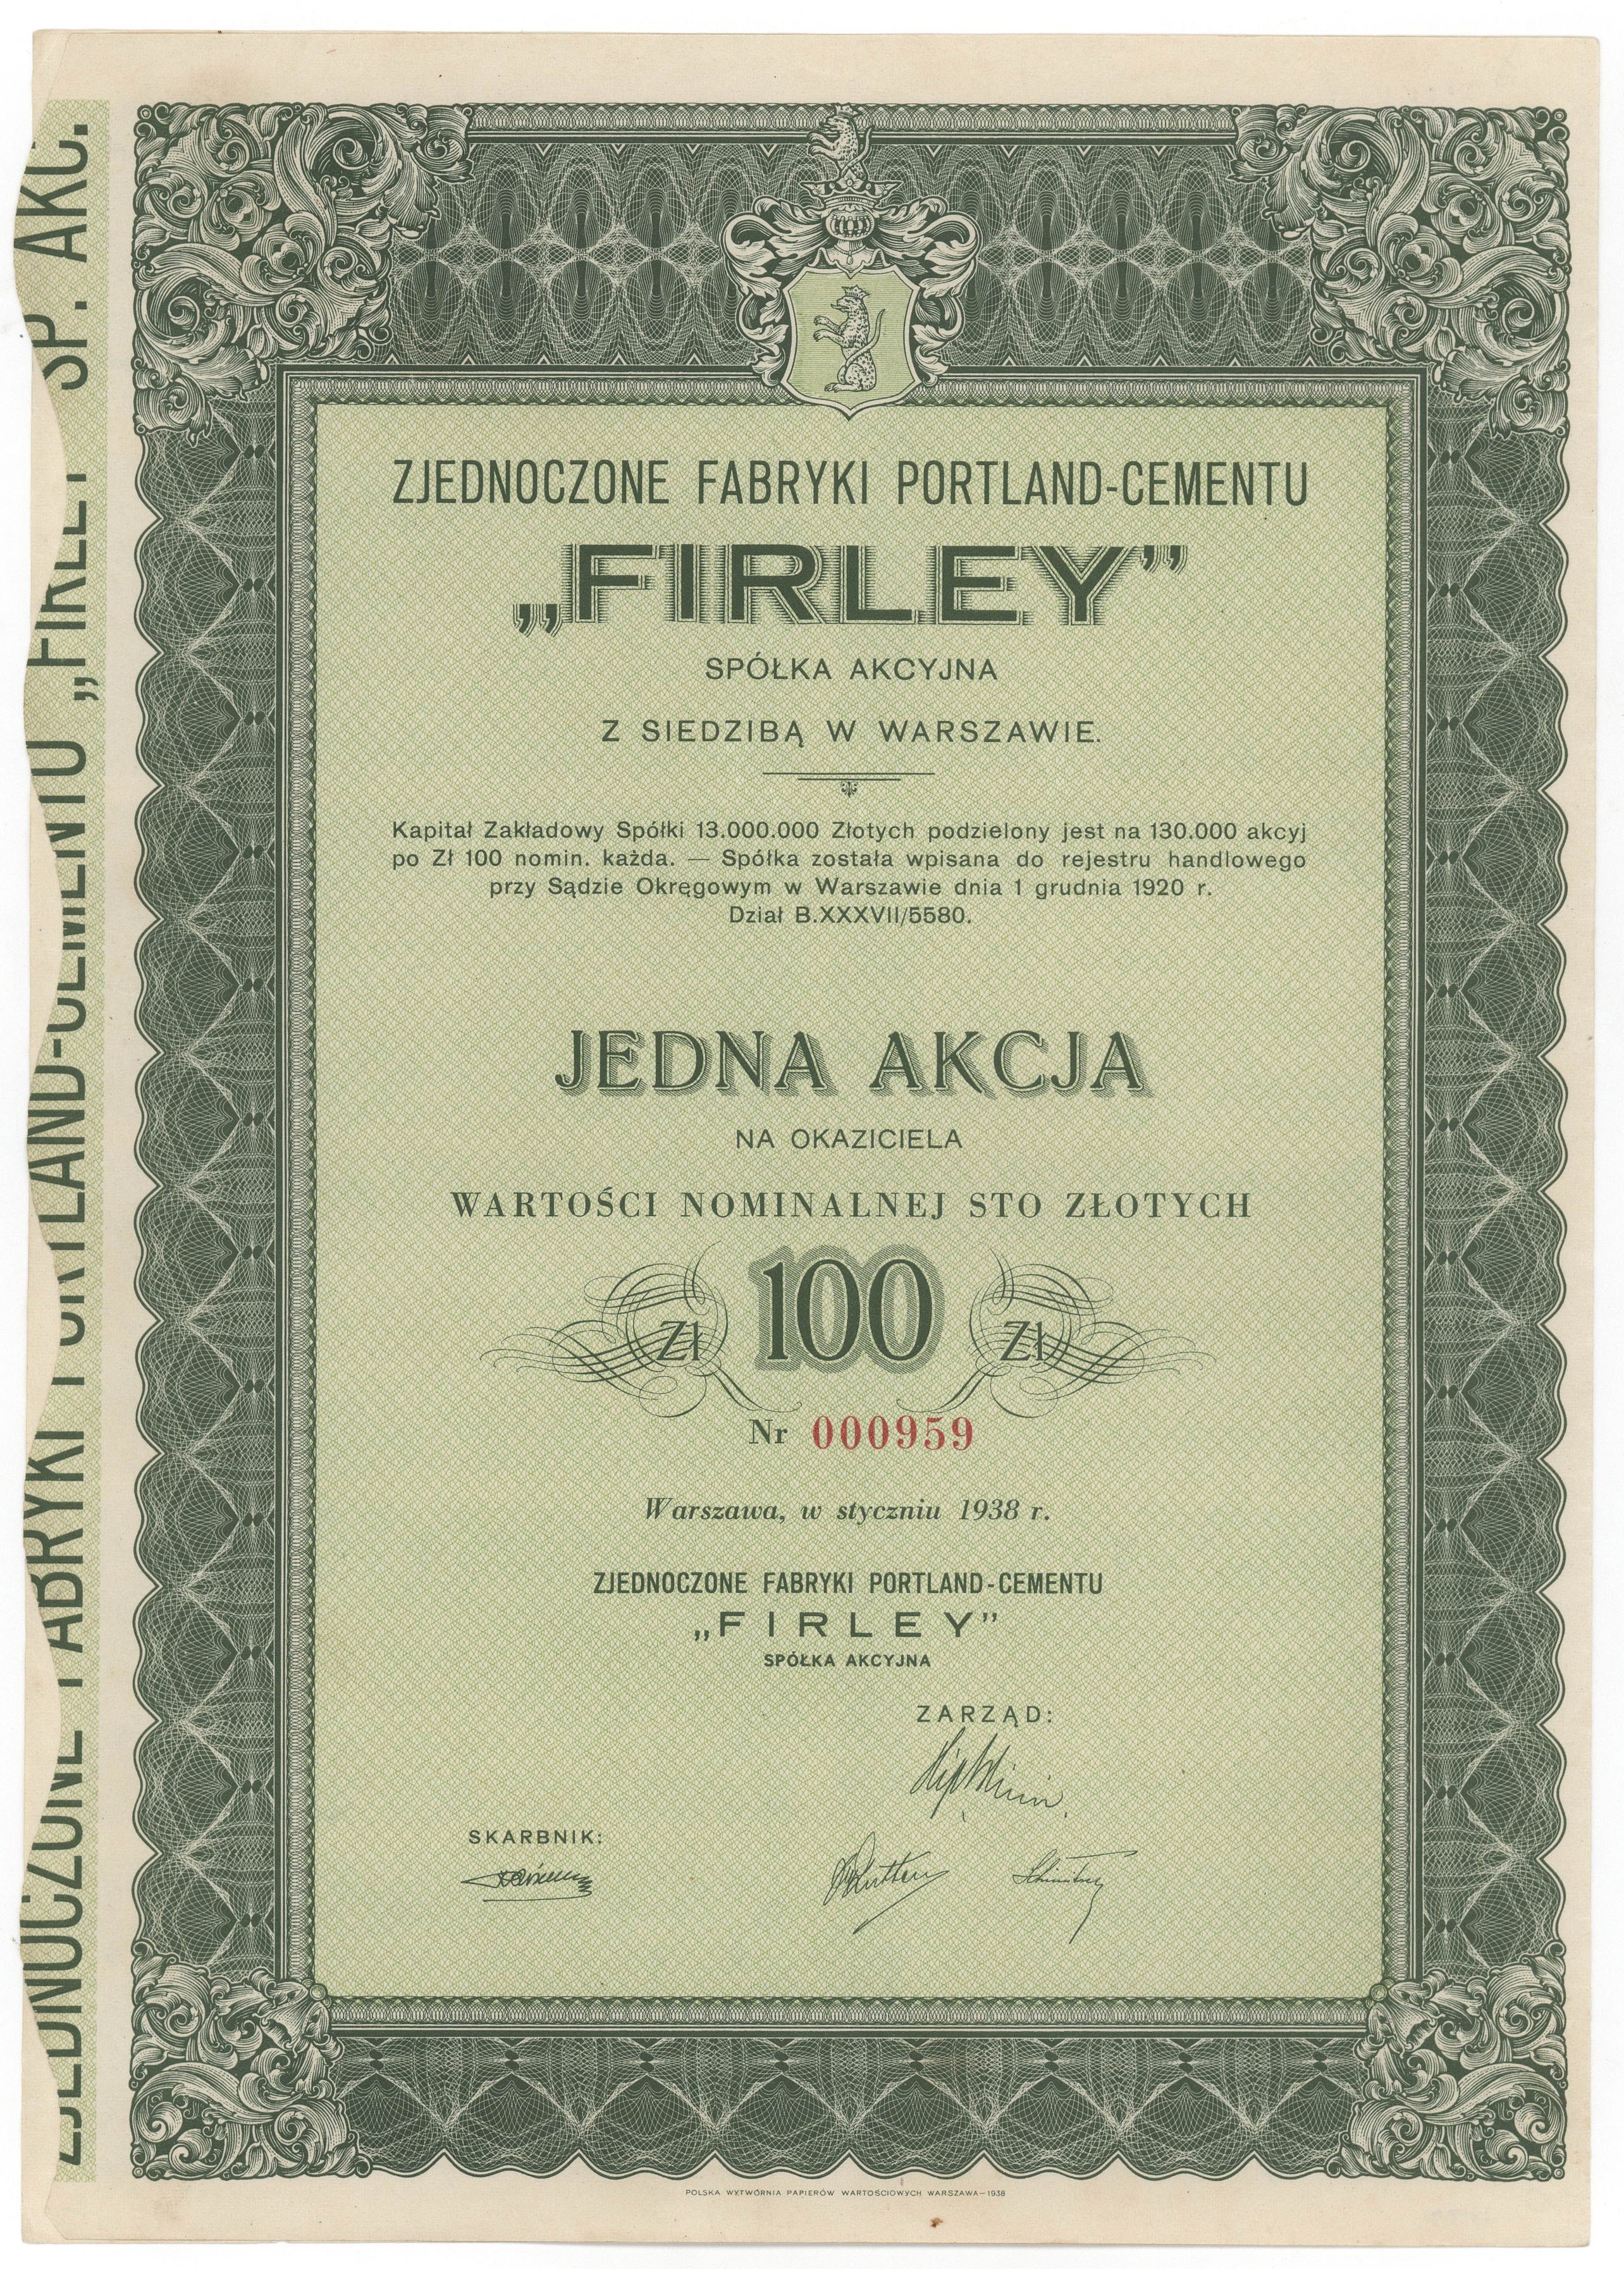 ZJEDNOCZONE FABRYKI PORTLAND-CEMENTU „FIRLEY" SP. AKC.
ZJEDNOCZONE FABRYKI PORTLAND-CEMENTU
„FIRLEY”
SPÓŁKA AKCYJNA
Z SIEDZIBĄ W WARSZAWIE.
Kapitał Zakładowy Spółki 13.000.000 Złotych podzielony jest na 130.000 akcyj
po Zł 100 nomin. każda. — Spółka została wpisana do rejestru handlowego
przy Sądzie Okręgowym w Warszawie dnia 1 grudnia 1920 r.
Dział B.XXXVII/5580.
JEDNA AKCJA
NA OKAZICIELA
WARTOŚCI NOMINALNEJ STO ZŁOTYCH
Zł 100 Zł
Nr 000959
Warszawa, w styczniu 1938 r.
ZJEDNOCZONE FABRYKI PORTLAND-CEMENTU
„FIRLEY”
SPÓŁKA AKCYJNA
ZARZĄD:
SKARBNIK:
POLSKA WYTWÓRNIA PAPIERÓW WARTOŚCIOWYCH WARSZAWA—1938